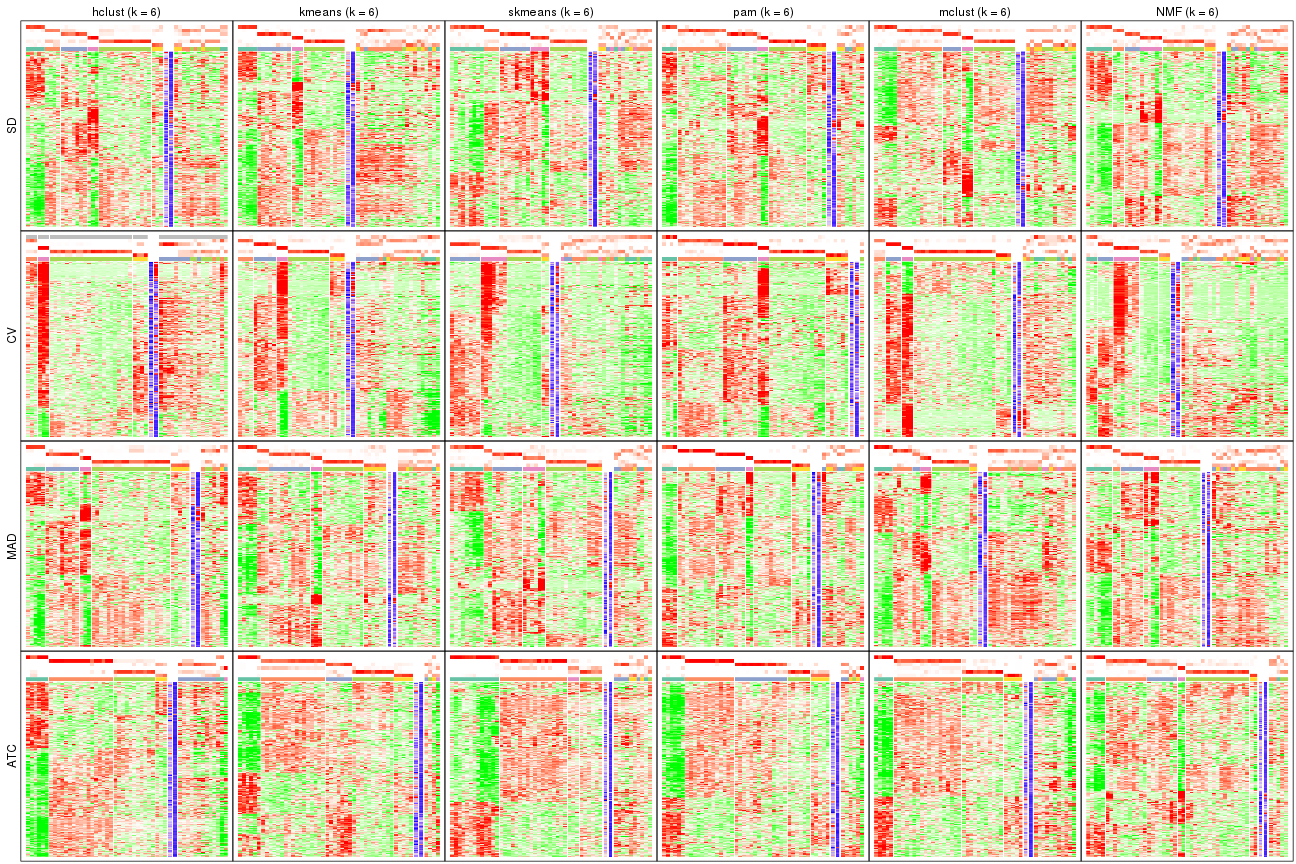 hclust (k = 6) kmeans (k = 6) skmeans (k = 6) pam (k = 6) mclust (k = 6) NMF (k = 6)
SD
CV
MAD
ATC